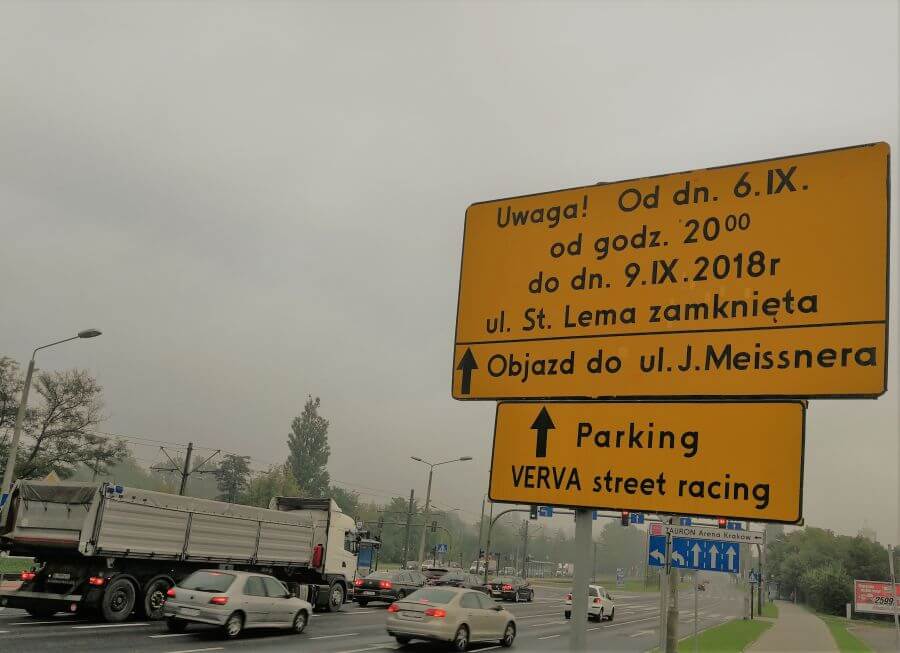 Uwaga! Od dn. 6.IX.
od godz. 20⁰⁰
do dn. 9.IX.2018r
ul. St. Lema zamknięta
Objazd do ul. J. Meissnera
Parking
VERVA street racing
TAURON Arena Kraków
2599